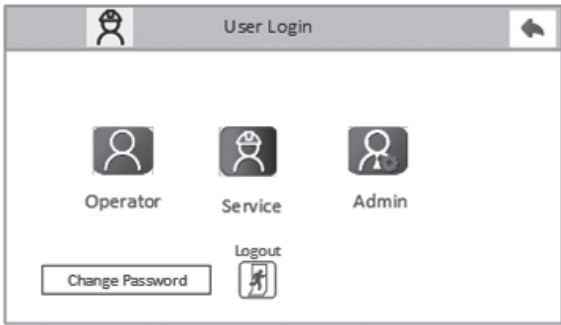 User Login
Operator
Service
Admin
Logout
Change Password